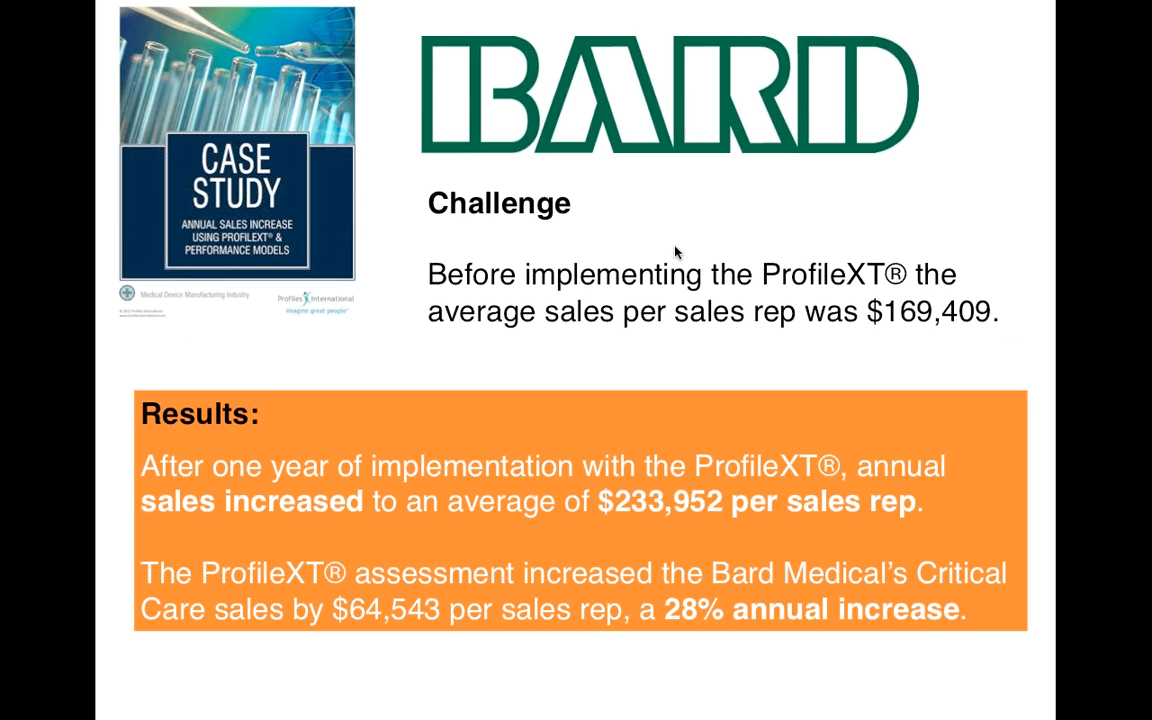 BARD
CASE
STUDY
ANNUAL SALES INCREASE
USING PROFILEXT® &
PERFORMANCE MODELS
Medical Device Manufacturing Industry
Profiles International
imagine great people™
Challenge
Before implementing the ProfileXT® the
average sales per sales rep was $169,409.
Results:
After one year of implementation with the ProfileXT®, annual
sales increased to an average of $233,952 per sales rep.
The ProfileXT® assessment increased the Bard Medical’s Critical
Care sales by $64,543 per sales rep, a 28% annual increase.